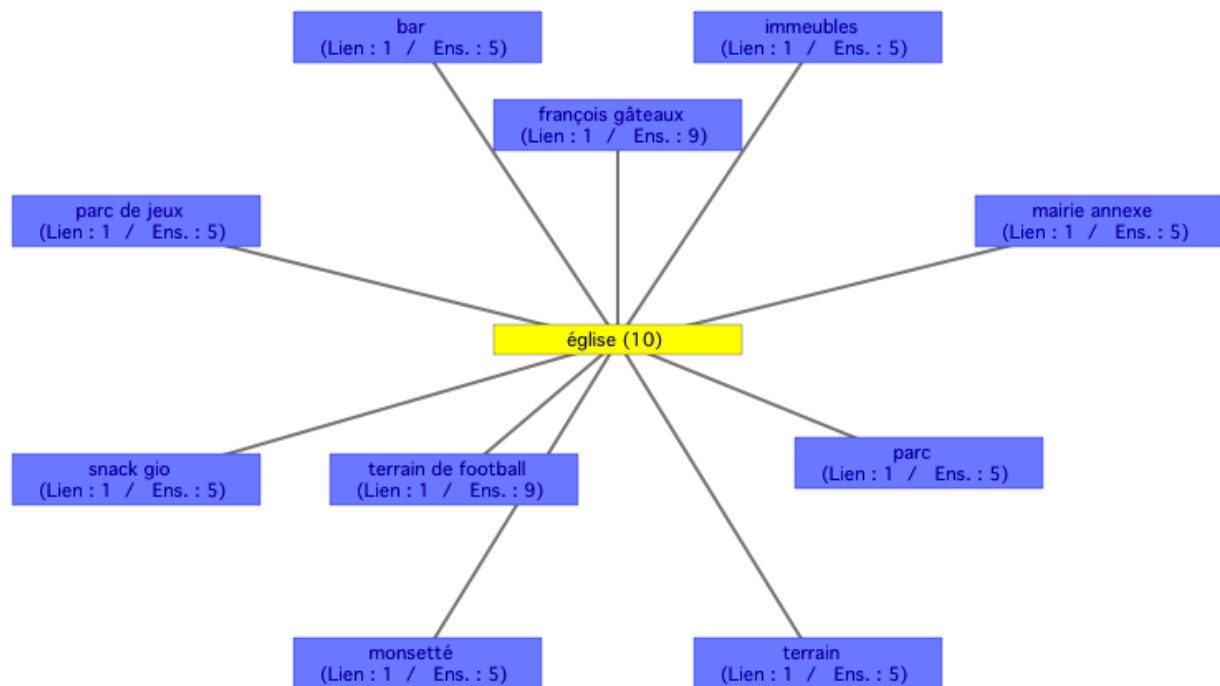 bar
(Lien : 1 / Ens. : 5)
immeubles
(Lien : 1 / Ens. : 5)
françois gâteaux
(Lien : 1 / Ens. : 9)
parc de jeux
(Lien : 1 / Ens. : 5)
mairie annexe
(Lien : 1 / Ens. : 5)
église (10)
parc
(Lien : 1 / Ens. : 5)
snack gio
(Lien : 1 / Ens. : 5)
terrain de football
(Lien : 1 / Ens. : 9)
monsetté
(Lien : 1 / Ens. : 5)
terrain
(Lien : 1 / Ens. : 5)